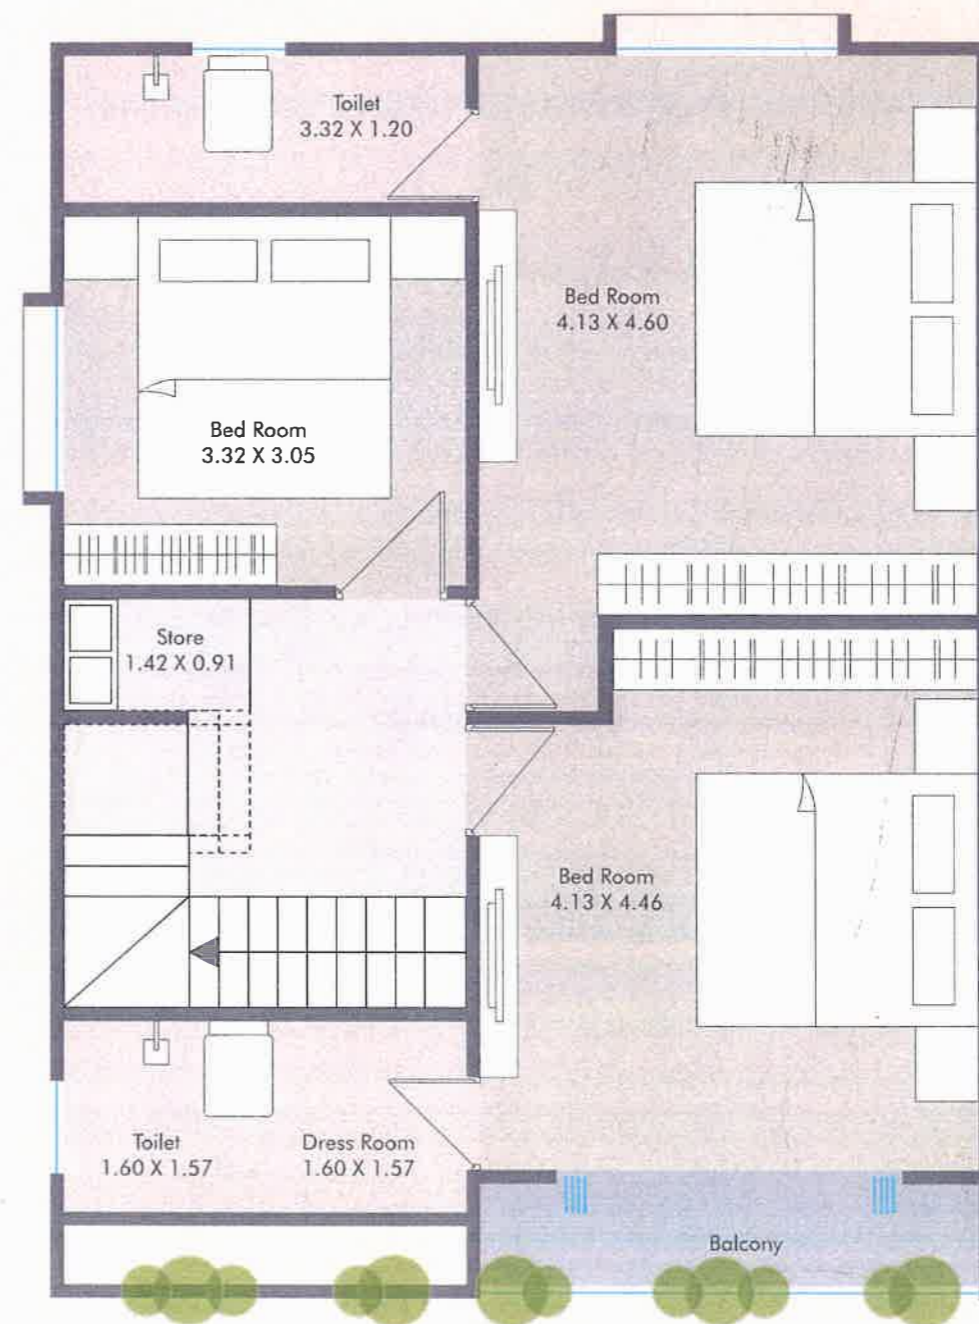 Toilet
3.32 X 1.20
Bed Room
4.13 X 4.60
Bed Room
3.32 X 3.05
Store
1.42 X 0.91
Bed Room
4.13 X 4.46
Toilet
1.60 X 1.57
Dress Room
1.60 X 1.57
Balcony